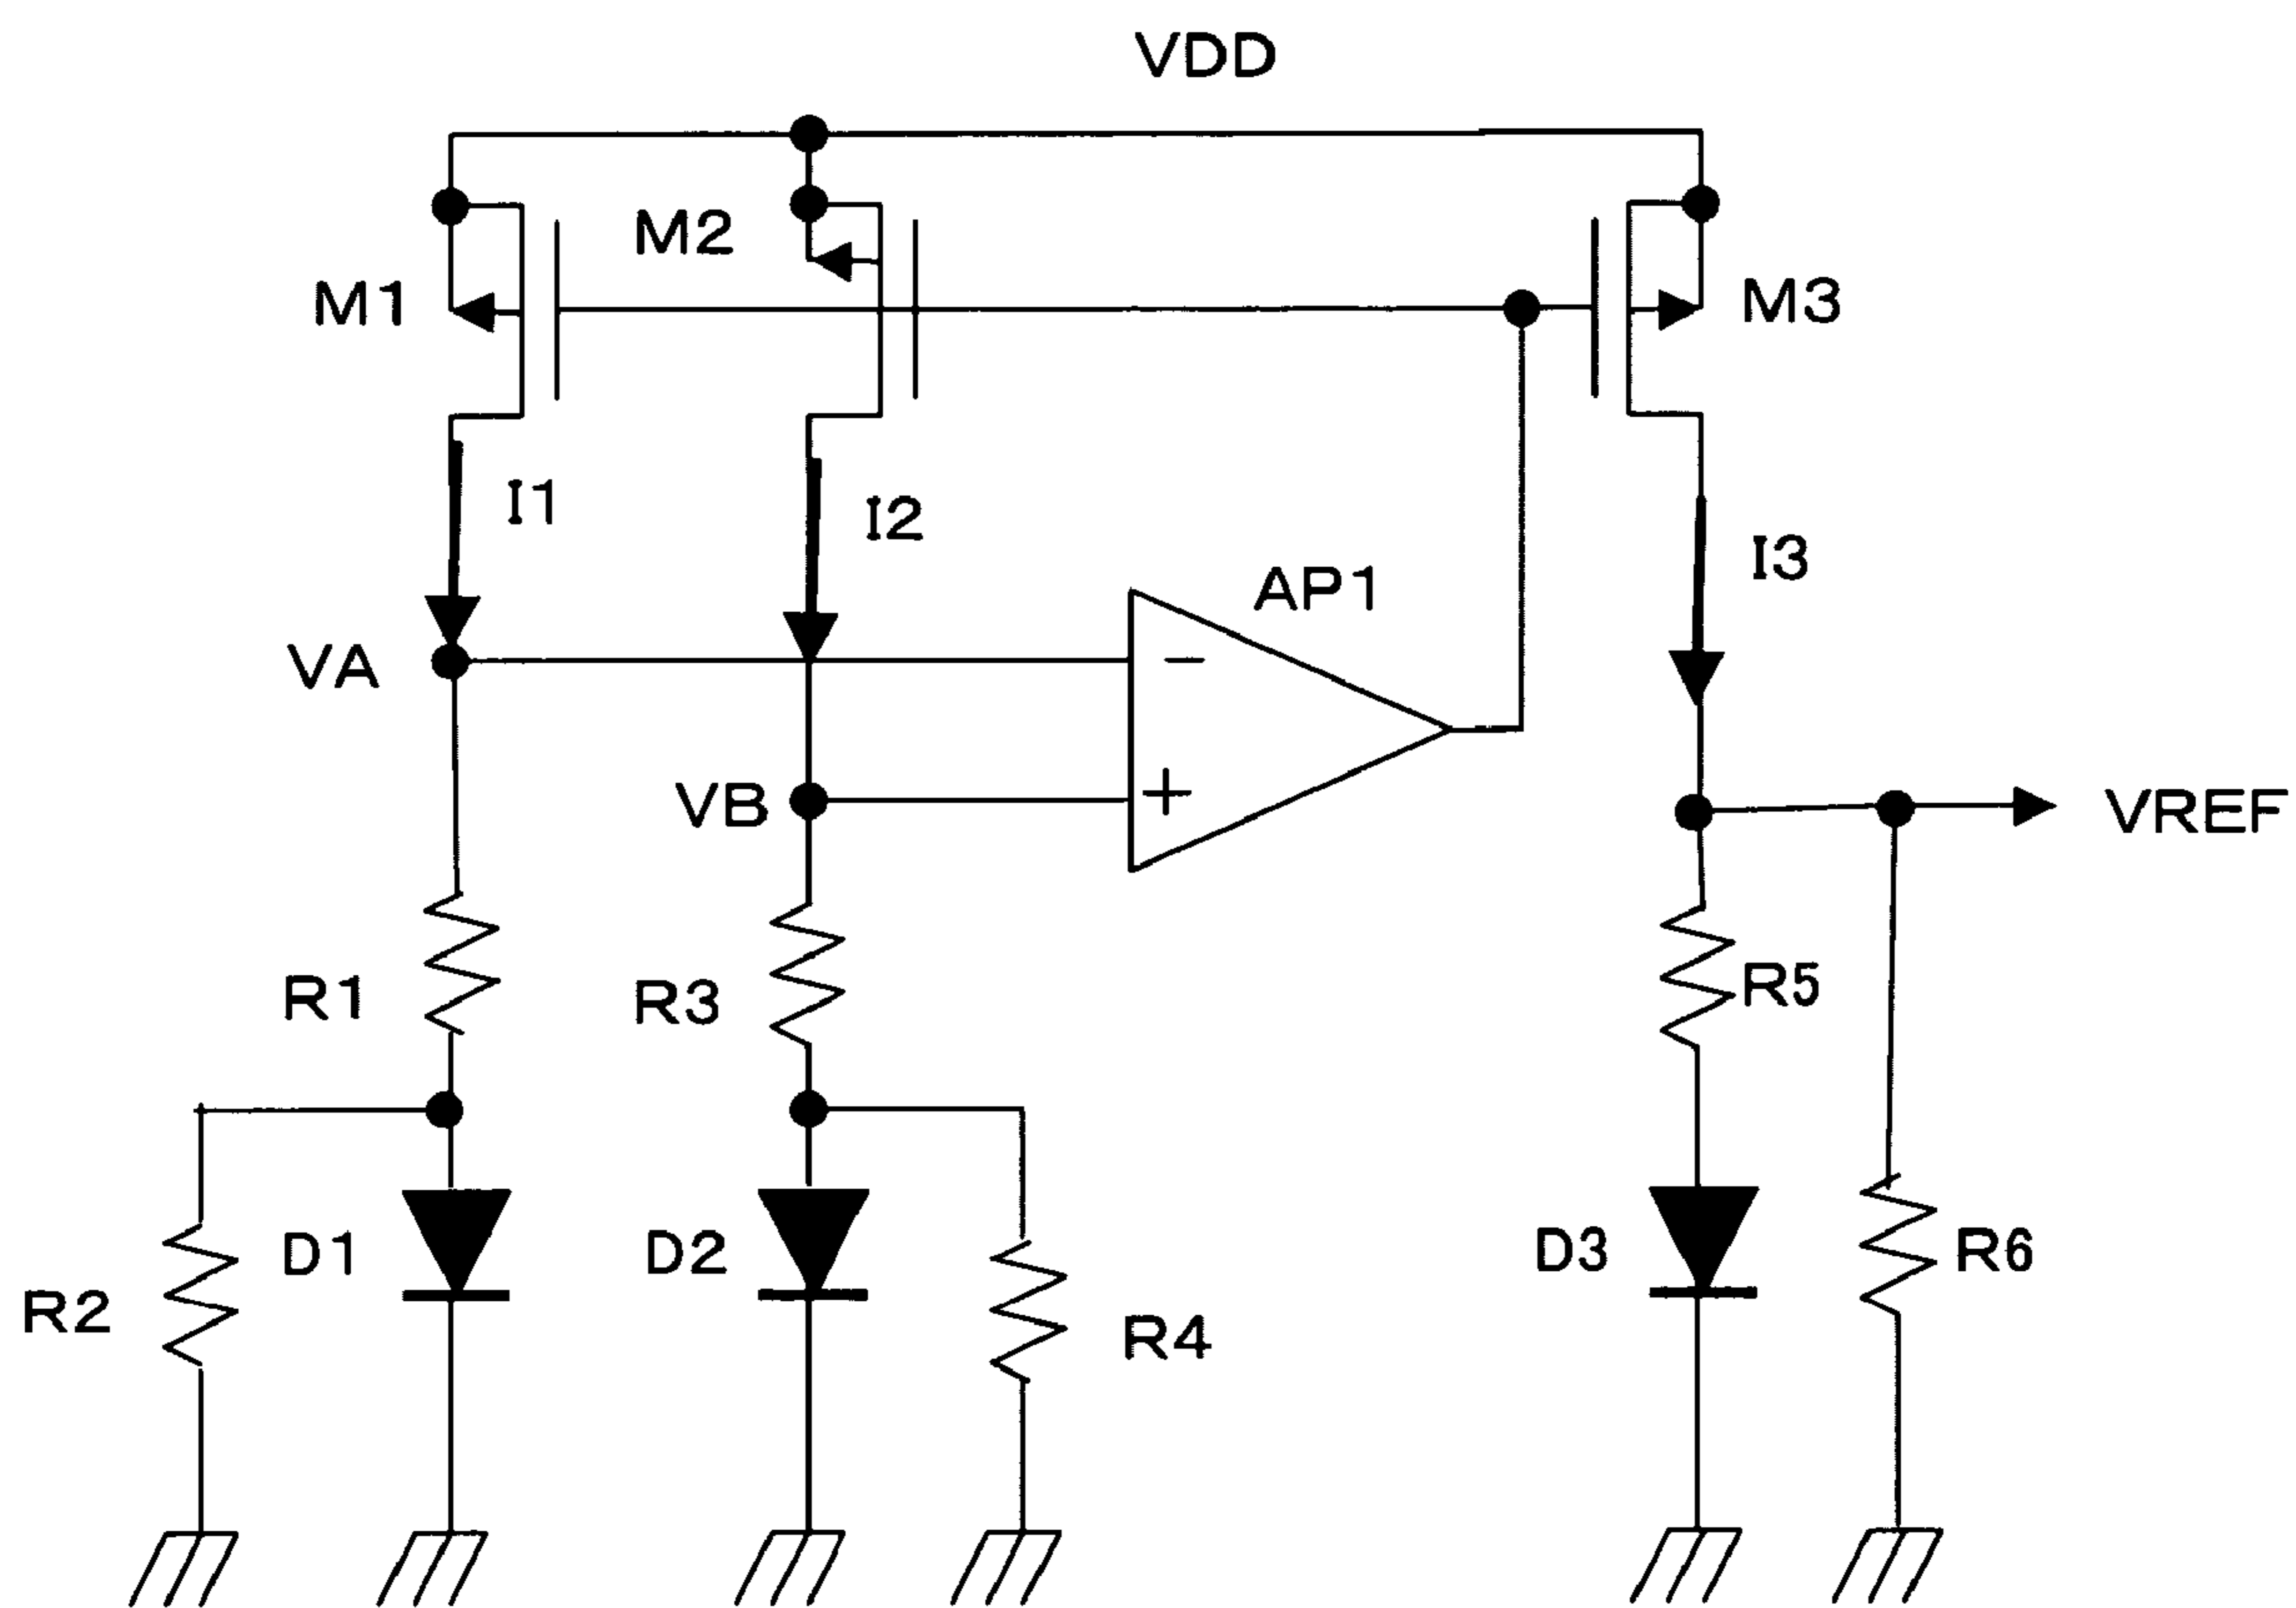 VDD
M1
M2
M3
I1
I2
I3
AP1
VA
−
VB
+
VREF
R1
R3
R5
D1
D2
D3
R6
R2
R4